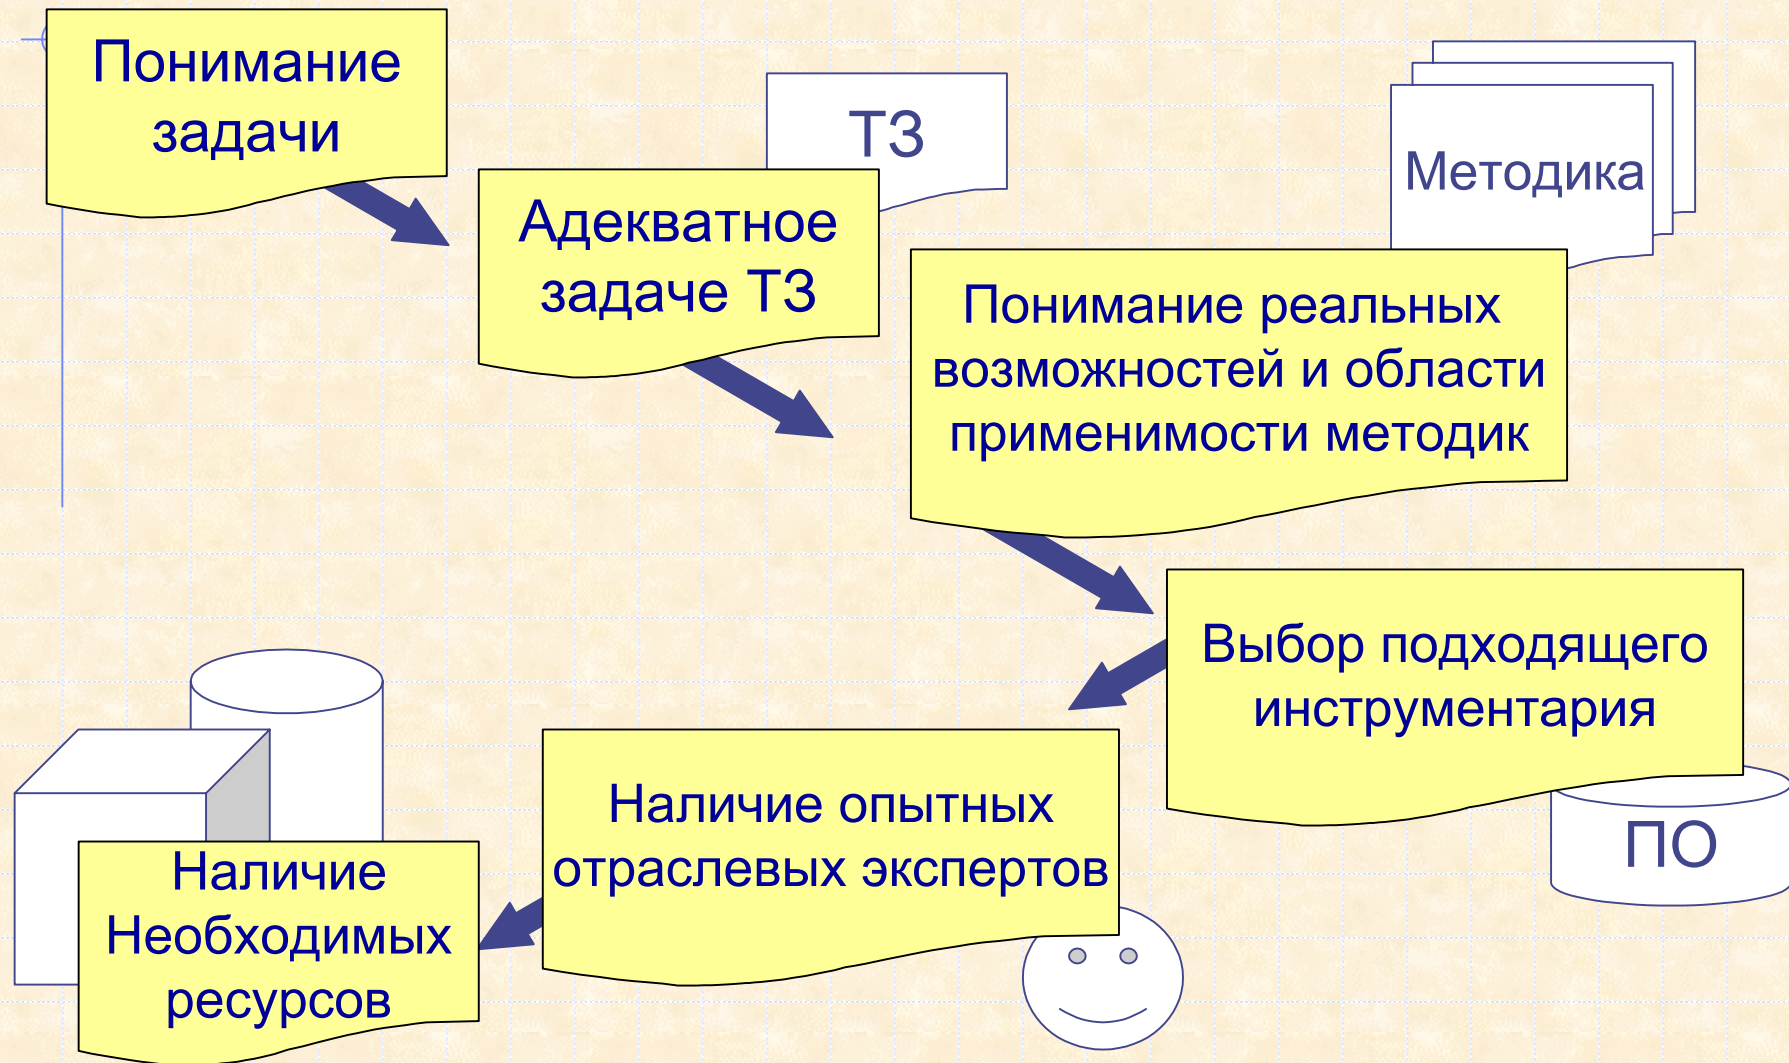 Понимание
задачи
ТЗ
Методика
Адекватное
задаче ТЗ
Понимание реальных
возможностей и области
применимости методик
Выбор подходящего
инструментария
ПО
Наличие опытных
отраслевых экспертов
Наличие
Необходимых
ресурсов